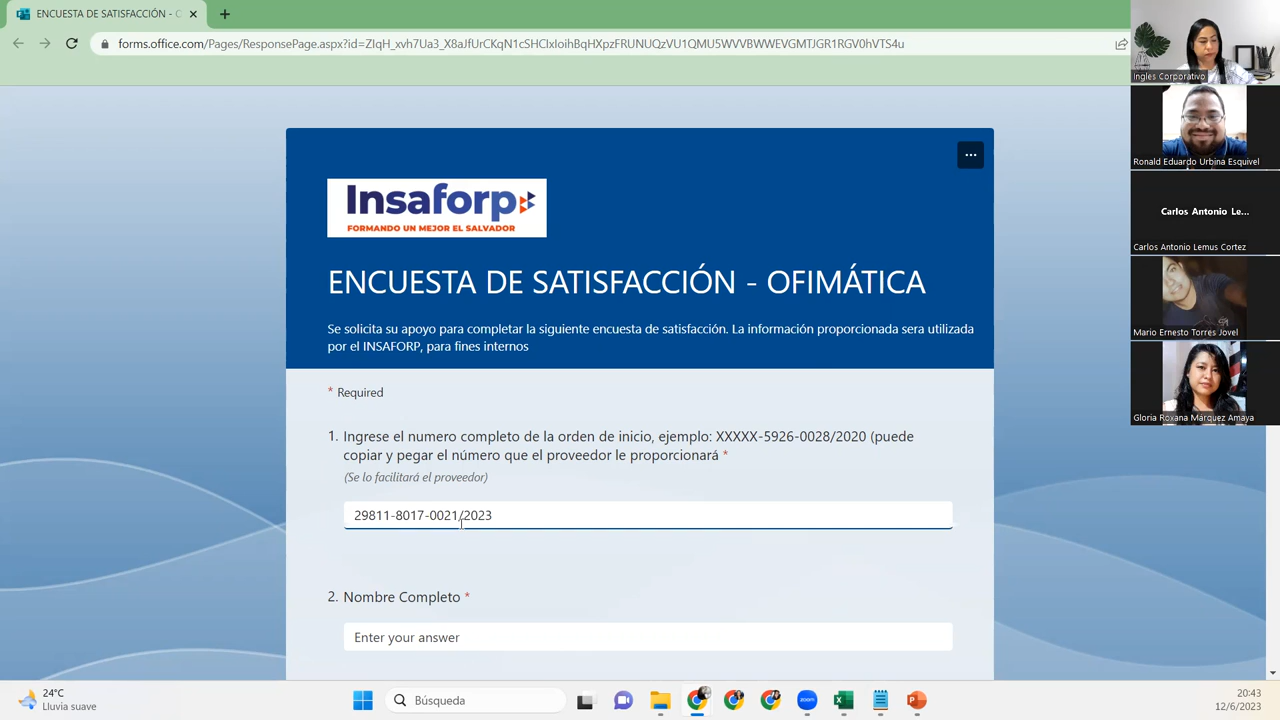 ENCUESTA DE SATISFACCIÓN - O
forms.office.com/Pages/ResponsePage.aspx?id=ZIqH_xvh7Ua3_X8aJfUrCKqN1cSHCIxIoihBqHXpzFRUNUQzVU1QMU5WVVBWWEVGMTJGR1RGV0hVTS4u
Ingles Corporativo
Ronald Eduardo Urbina Esquivel
Carlos Antonio Le...
Carlos Antonio Lemus Cortez
Mario Ernesto Torres Jovel
Gloria Roxana Márquez Amaya
Insaforp
FORMANDO UN MEJOR EL SALVADOR
ENCUESTA DE SATISFACCIÓN - OFIMÁTICA
Se solicita su apoyo para completar la siguiente encuesta de satisfacción. La información proporcionada sera utilizada
por el INSAFORP, para fines internos
* Required
1. Ingrese el numero completo de la orden de inicio, ejemplo: XXXXX-5926-0028/2020 (puede
copiar y pegar el número que el proveedor le proporcionará *
(Se lo facilitará el proveedor)
29811-8017-0021/2023
2. Nombre Completo *
Enter your answer
24°C
Lluvia suave
Búsqueda
zoom
20:43
12/6/2023